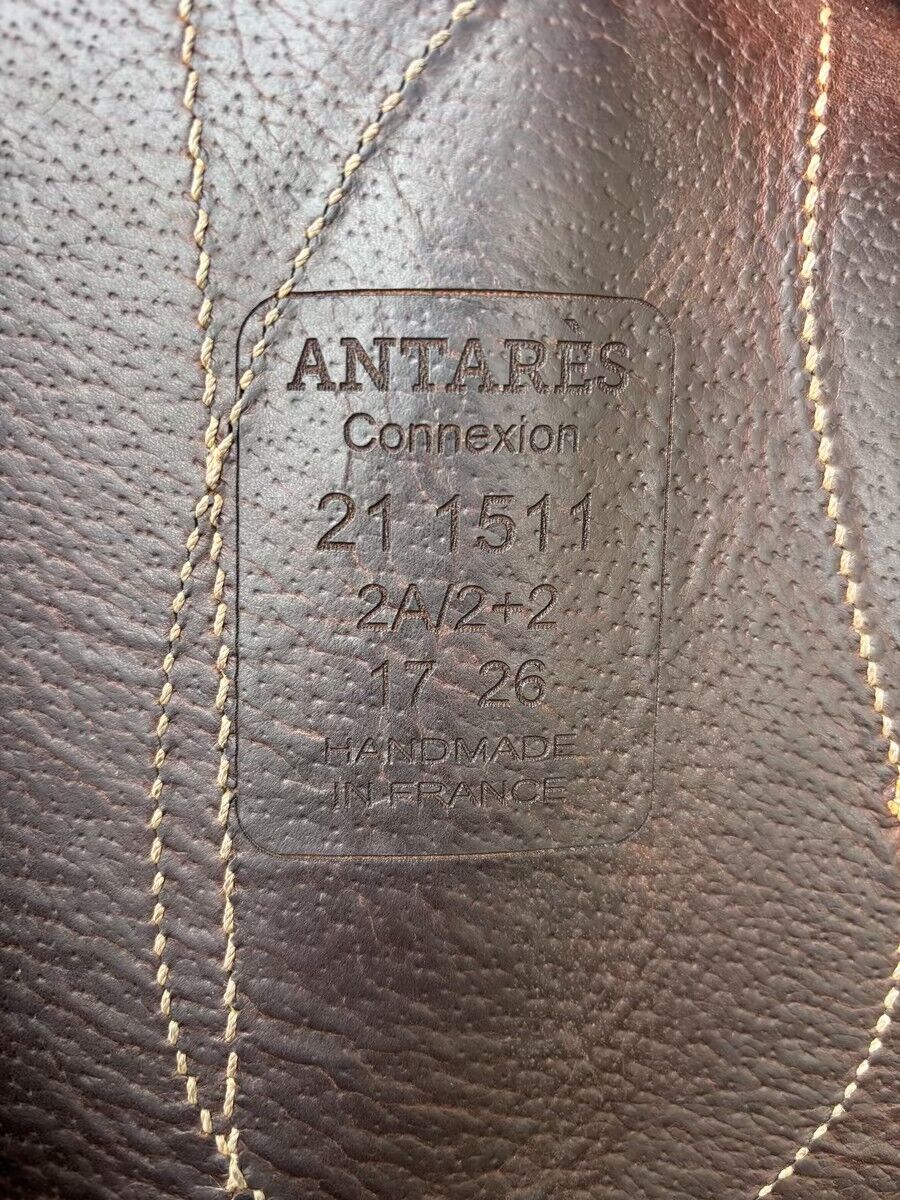 ANTARÈS
Connexion
21 1511
2A/2+2
17 26
HANDMADE
IN FRANCE